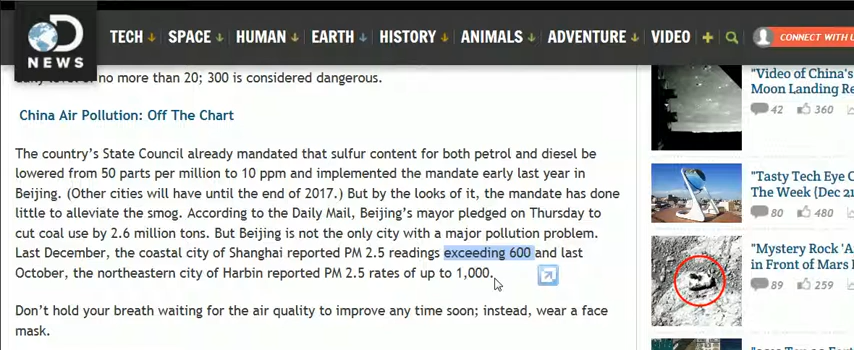 D
NEWS
TECH SPACE HUMAN EARTH HISTORY ANIMALS ADVENTURE VIDEO + CONNECT WITH
no more than 20; 300 is considered dangerous.
China Air Pollution: Off The Chart
The country's State Council already mandated that sulfur content for both petrol and diesel be
lowered from 50 parts per million to 10 ppm and implemented the mandate early last year in
Beijing. (Other cities will have until the end of 2017.) But by the looks of it, the mandate has done
little to alleviate the smog. According to the Daily Mail, Beijing's mayor pledged on Thursday to
cut coal use by 2.6 million tons. But Beijing is not the only city with a major pollution problem.
Last December, the coastal city of Shanghai reported PM 2.5 readings exceeding 600 and last
October, the northeastern city of Harbin reported PM 2.5 rates of up to 1,000.
Don't hold your breath waiting for the air quality to improve any time soon; instead, wear a face
mask.
"Video of China's
Moon Landing Re
42 360
"Tasty Tech Eye C
The Week (Dec 21
80 480
"Mystery Rock 'A
in Front of Mars
89 259